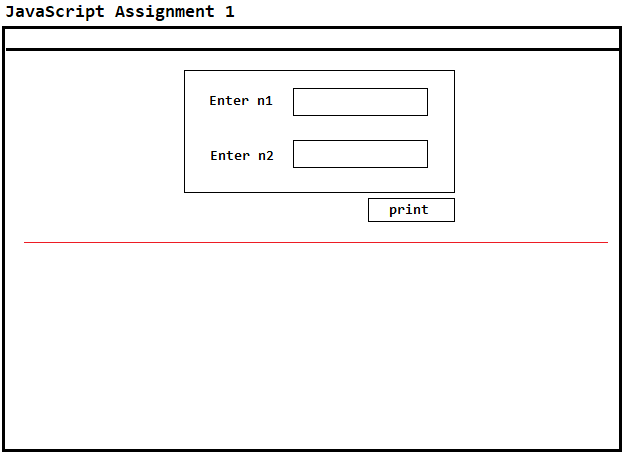 JavaScript Assignment 1
Enter n1
Enter n2
print